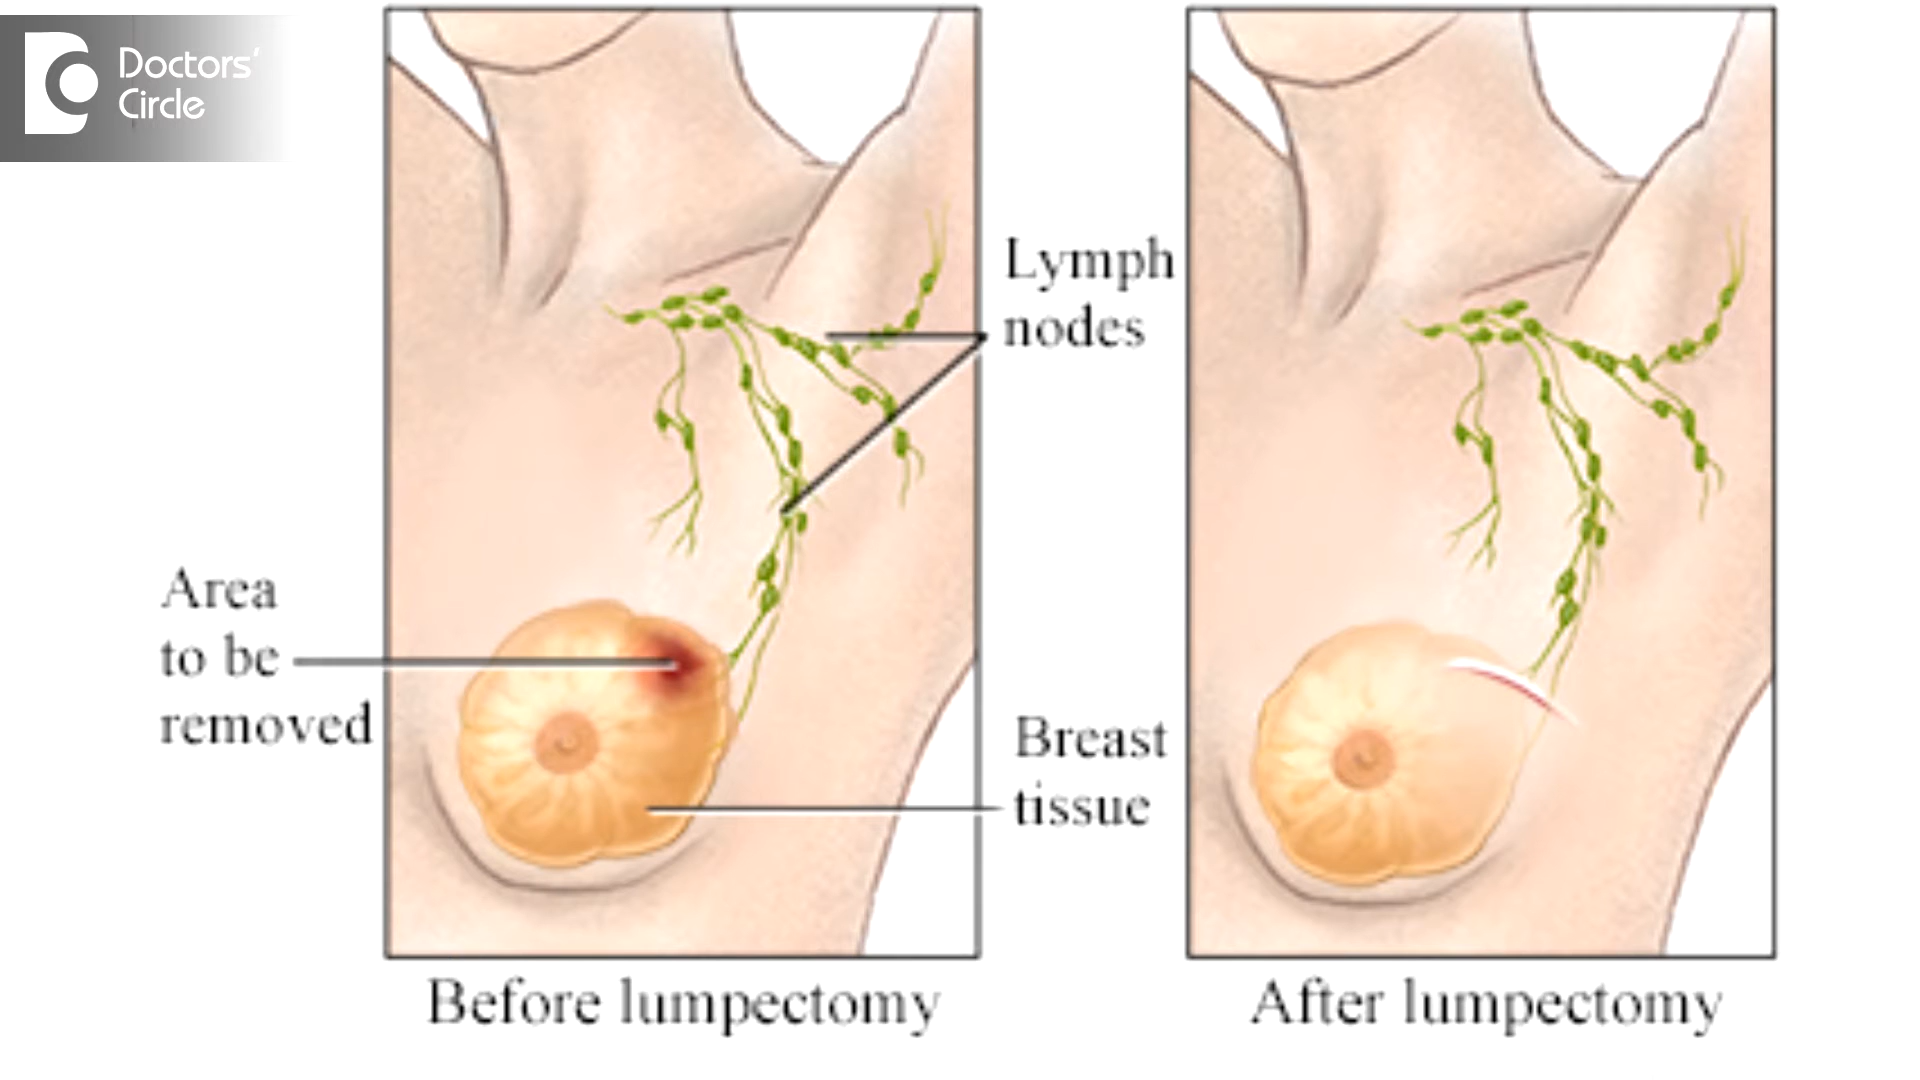 Doctors'
Circle
Lymph
nodes
Area
to be
removed
Breast
tissue
Before lumpectomy
After lumpectomy